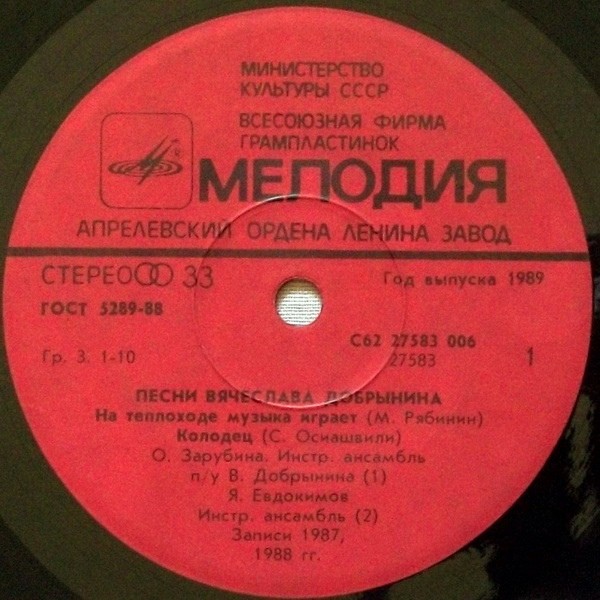 МИНИСТЕРСТВО
КУЛЬТУРЫ СССР
ВСЕСОЮЗНАЯ ФИРМА
ГРАМПЛАСТИНОК
МЕЛОДИЯ
АПРЕЛЕВСКИЙ ОРДЕНА ЛЕНИНА ЗАВОД
СТЕРЕО 33 Год выпуска 1989
ГОСТ 5289-88
С62 27583 006
Гр. 3. 1-10 27583 1
ПЕСНИ ВЯЧЕСЛАВА ДОБРЫНИНА
На теплоходе музыка играет (М. Рябинин)
Колодец (С. Осиашвили)
О. Зарубина. Инстр. ансамбль
п/у В. Добрынина (1)
Я. Евдокимов
Инстр. ансамбль (2)
Записи 1987,
1988 гг.